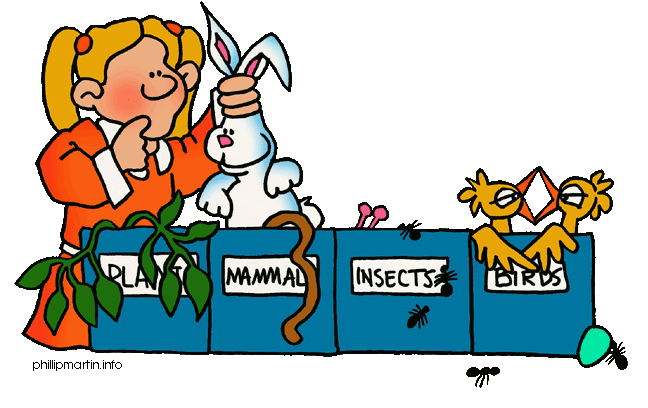 PLANT
MAMMAL
INSECTS
BIRDS
phillipmartin.info